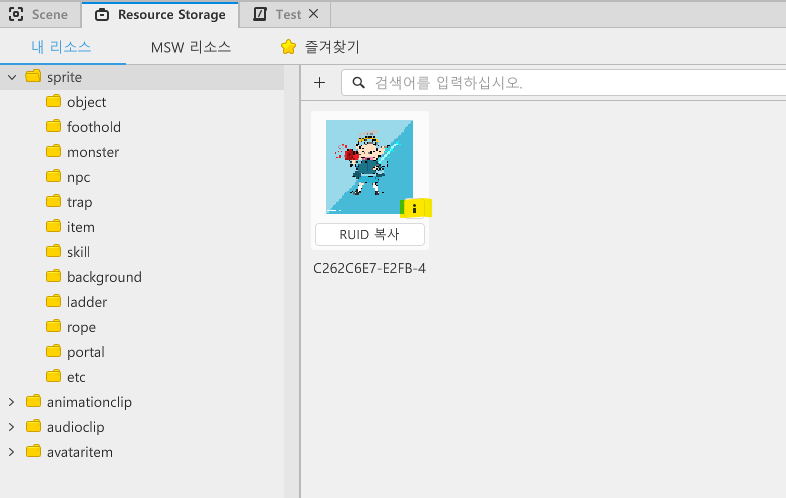 Scene Resource Storage Test
내 리소스 MSW 리소스 즐겨찾기
sprite
object
foothold
monster
npc
trap
item
skill
background
ladder
rope
portal
etc
animationclip
audioclip
avataritem
검색어를 입력하십시오.
i
RUID 복사
C262C6E7-E2FB-4